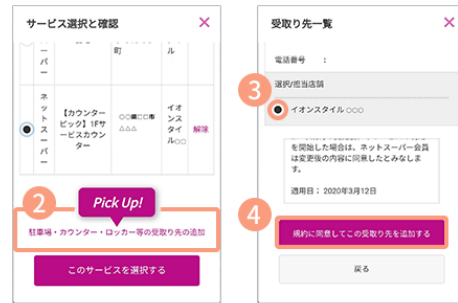 サービス選択と確認
×
ー
パ
ー
町
ル
ネ
ッ
ト
ス
ー
パ
ー
【カウンター
ピック】1Fサ
ービスカウン
ター
○○県□□市
△△△
イオ
ンス
タイ
ル○○
解除
2
Pick Up!
駐車場・カウンター・ロッカー等の受取り先の追加
このサービスを選択する
受取り先一覧
×
電話番号 :
選択/担当店舗
3
イオンスタイル ○○○
を開始した場合は、ネットスーパー会員
は変更後の内容に同意したとみなしま
す。
適用日: 2020年3月12日
4
規約に同意してこの受取り先を追加する
戻る